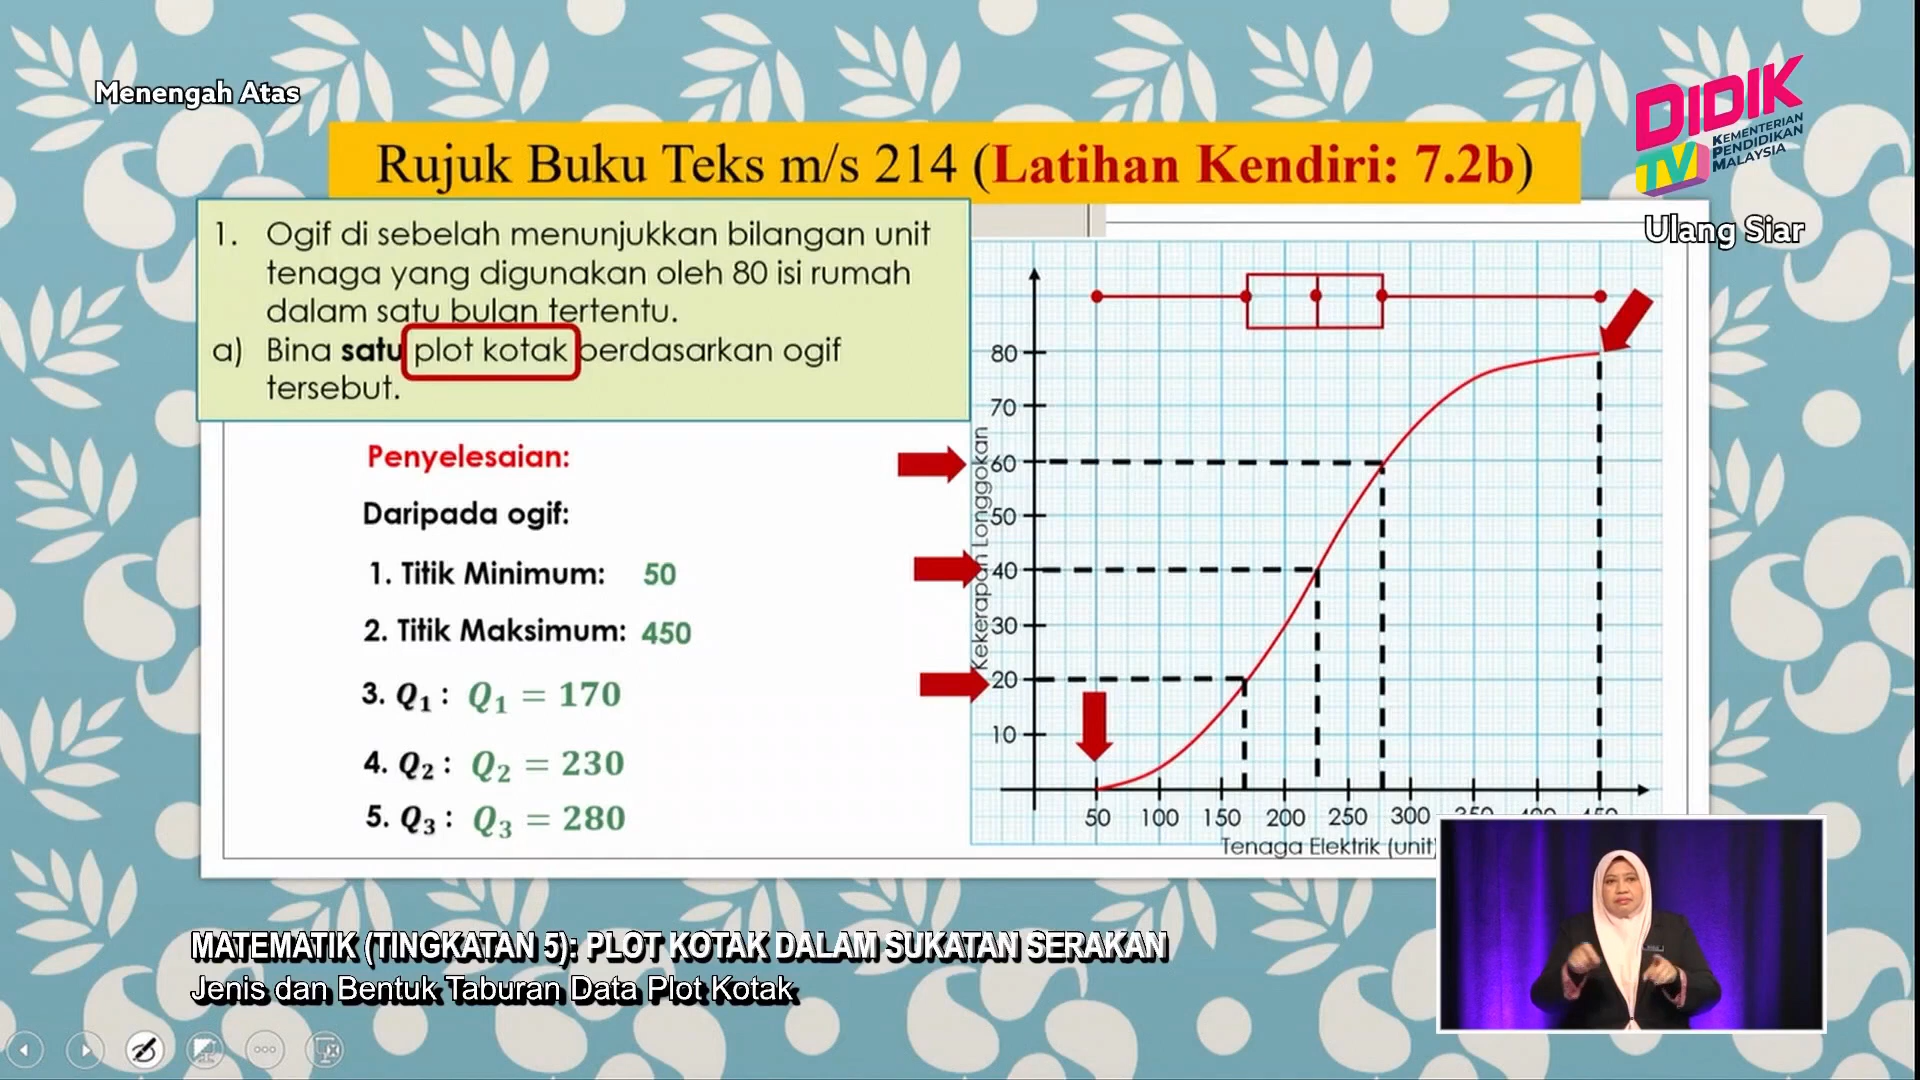 Menengah Atas
DIDIK
TV
KEMENTERIAN
PENDIDIKAN
MALAYSIA
Ulang Siar
Rujuk Buku Teks m/s 214 (Latihan Kendiri: 7.2b)
1. Ogif di sebelah menunjukkan bilangan unit
tenaga yang digunakan oleh 80 isi rumah
dalam satu bulan tertentu.
a) Bina satu plot kotak berdasarkan ogif
tersebut.
Penyelesaian:
Daripada ogif:
1. Titik Minimum: 50
2. Titik Maksimum: 450
3. Q₁ : Q₁ = 170
4. Q₂ : Q₂ = 230
5. Q₃ : Q₃ = 280
Kekerapan Longgokan
80
70
60
50
40
30
20
10
50 100 150 200 250 300 350 400 450
Tenaga Elektrik (unit)
MATEMATIK (TINGKATAN 5): PLOT KOTAK DALAM SUKATAN SERAKAN
Jenis dan Bentuk Taburan Data Plot Kotak